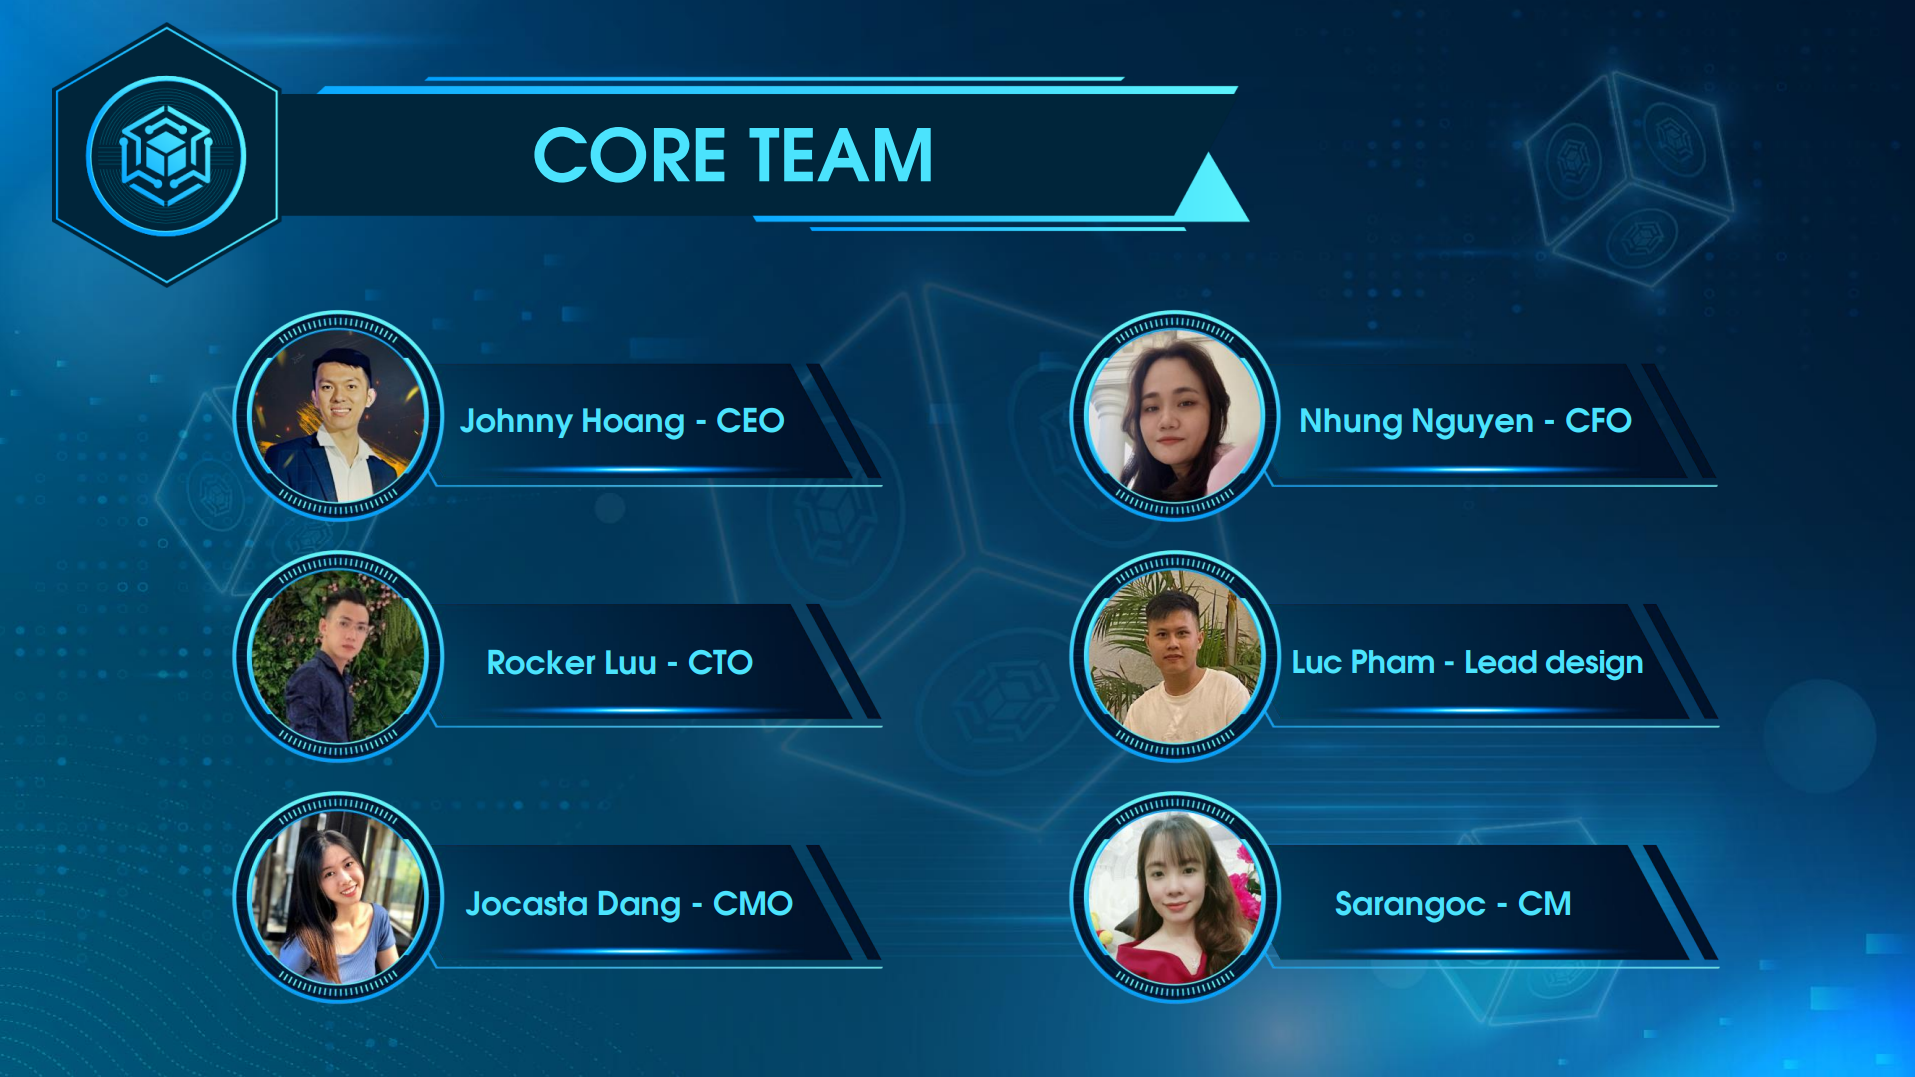 CORE TEAM
Johnny Hoang - CEO
Nhung Nguyen - CFO
Rocker Luu - CTO
Luc Pham - Lead design
Jocasta Dang - CMO
Sarangoc - CM